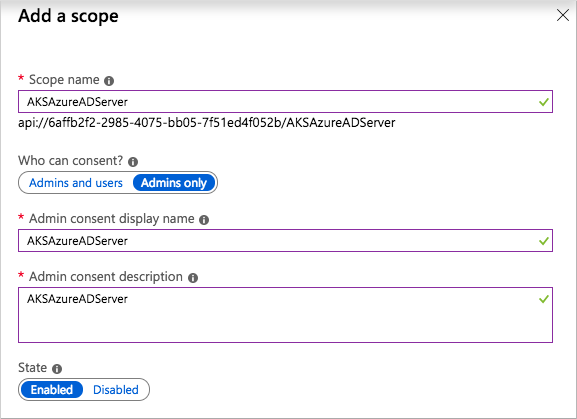 Add a scope
* Scope name
AKSAzureADServer
api://6affb2f2-2985-4075-bb05-7f51ed4f052b/AKSAzureADServer
Who can consent?
Admins and users Admins only
* Admin consent display name
AKSAzureADServer
* Admin consent description
AKSAzureADServer
State
Enabled Disabled